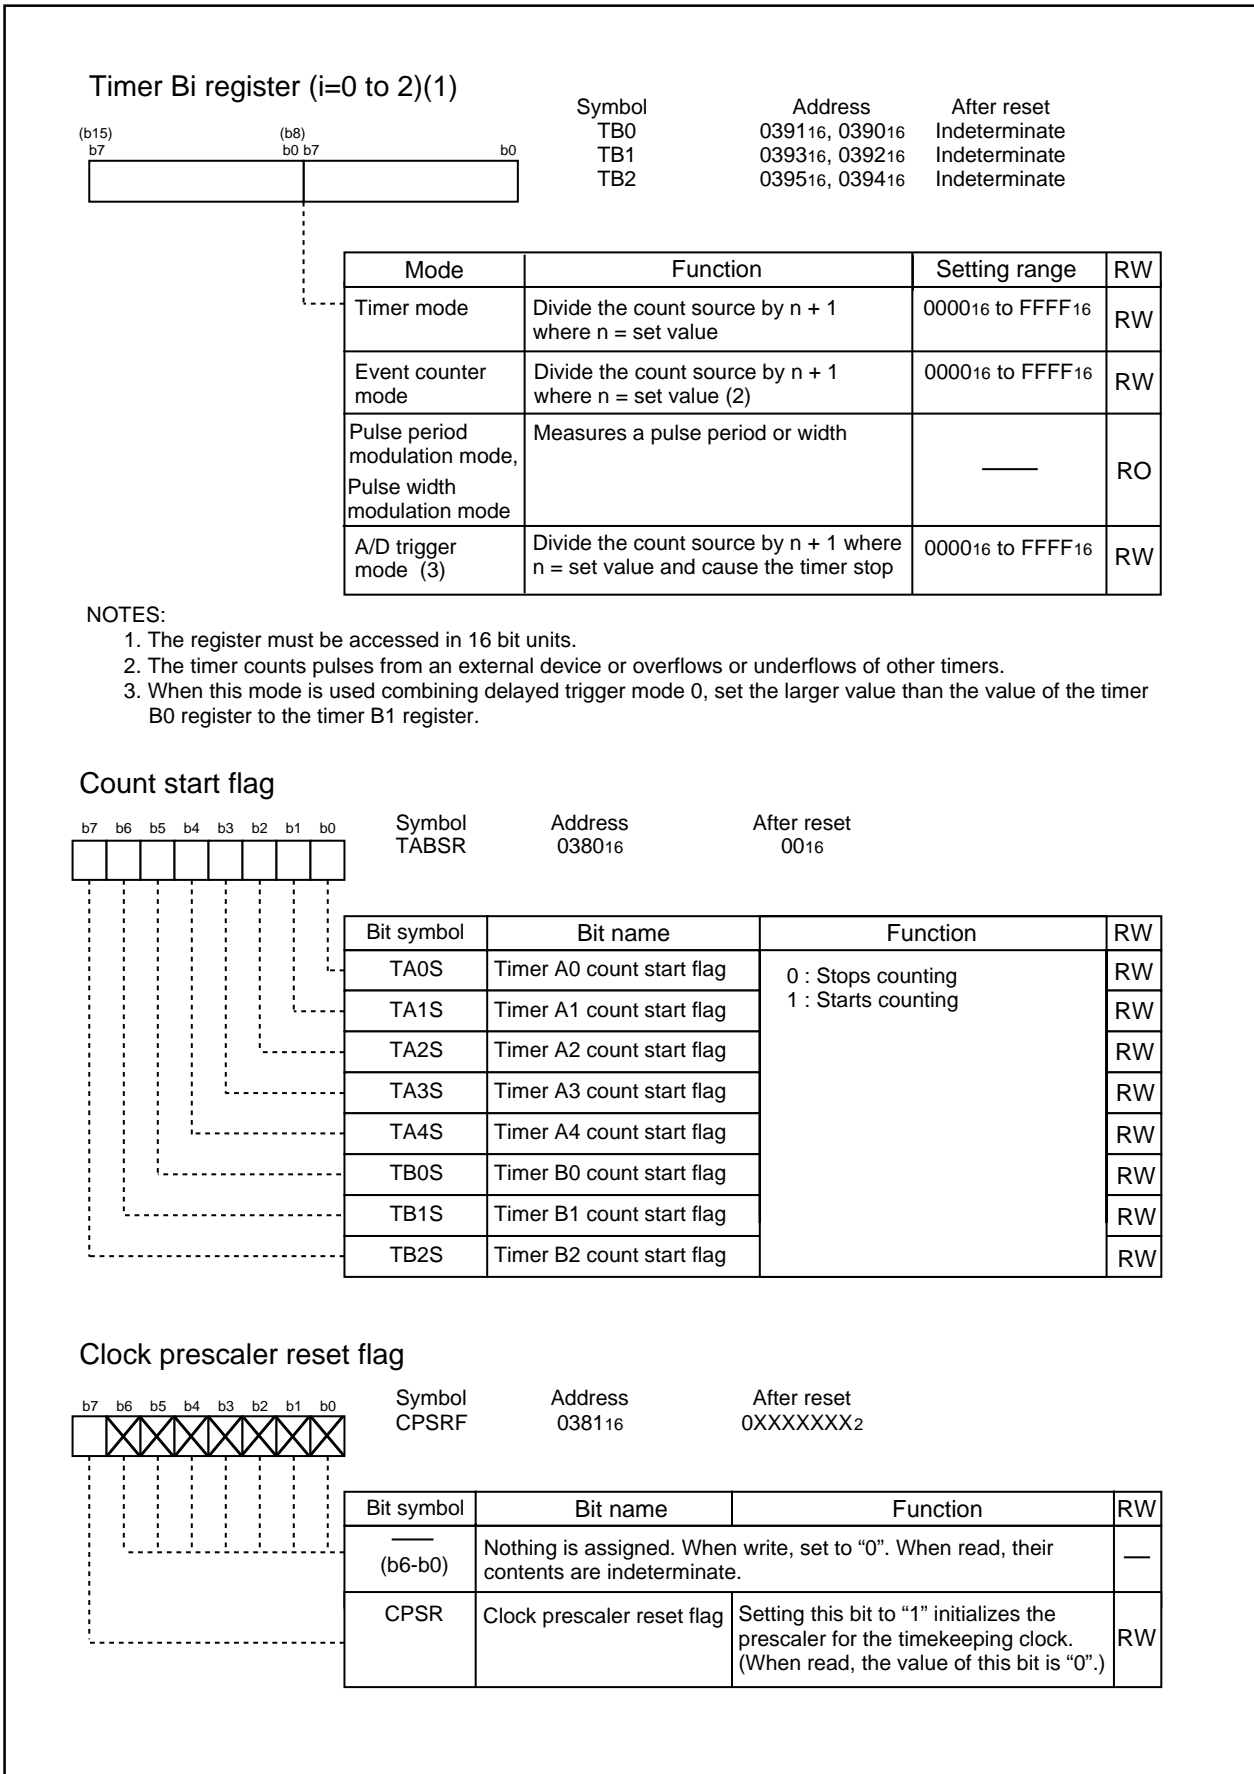 Timer Bi register (i=0 to 2)(1)
Symbol Address After reset
TB0 039116, 039016 Indeterminate
TB1 039316, 039216 Indeterminate
TB2 039516, 039416 Indeterminate
(b15) (b8)
b7 b0 b7 b0
Mode Function Setting range RW
Timer mode Divide the count source by n + 1 where n = set value 000016 to FFFF16 RW
Event counter mode Divide the count source by n + 1 where n = set value (2) 000016 to FFFF16 RW
Pulse period modulation mode, Pulse width modulation mode Measures a pulse period or width — RO
A/D trigger mode (3) Divide the count source by n + 1 where n = set value and cause the timer stop 000016 to FFFF16 RW
NOTES:
1. The register must be accessed in 16 bit units.
2. The timer counts pulses from an external device or overflows or underflows of other timers.
3. When this mode is used combining delayed trigger mode 0, set the larger value than the value of the timer
B0 register to the timer B1 register.
Count start flag
Symbol Address After reset
TABSR 038016 0016
b7 b6 b5 b4 b3 b2 b1 b0
Bit symbol Bit name Function RW
TA0S Timer A0 count start flag 0 : Stops counting RW
1 : Starts counting
TA1S Timer A1 count start flag RW
TA2S Timer A2 count start flag RW
TA3S Timer A3 count start flag RW
TA4S Timer A4 count start flag RW
TB0S Timer B0 count start flag RW
TB1S Timer B1 count start flag RW
TB2S Timer B2 count start flag RW
Clock prescaler reset flag
Symbol Address After reset
CPSRF 038116 0XXXXXXX2
b7 b6 b5 b4 b3 b2 b1 b0
Bit symbol Bit name Function RW
— (b6-b0) Nothing is assigned. When write, set to “0”. When read, their contents are indeterminate. —
CPSR Clock prescaler reset flag Setting this bit to “1” initializes the prescaler for the timekeeping clock. (When read, the value of this bit is “0”.) RW